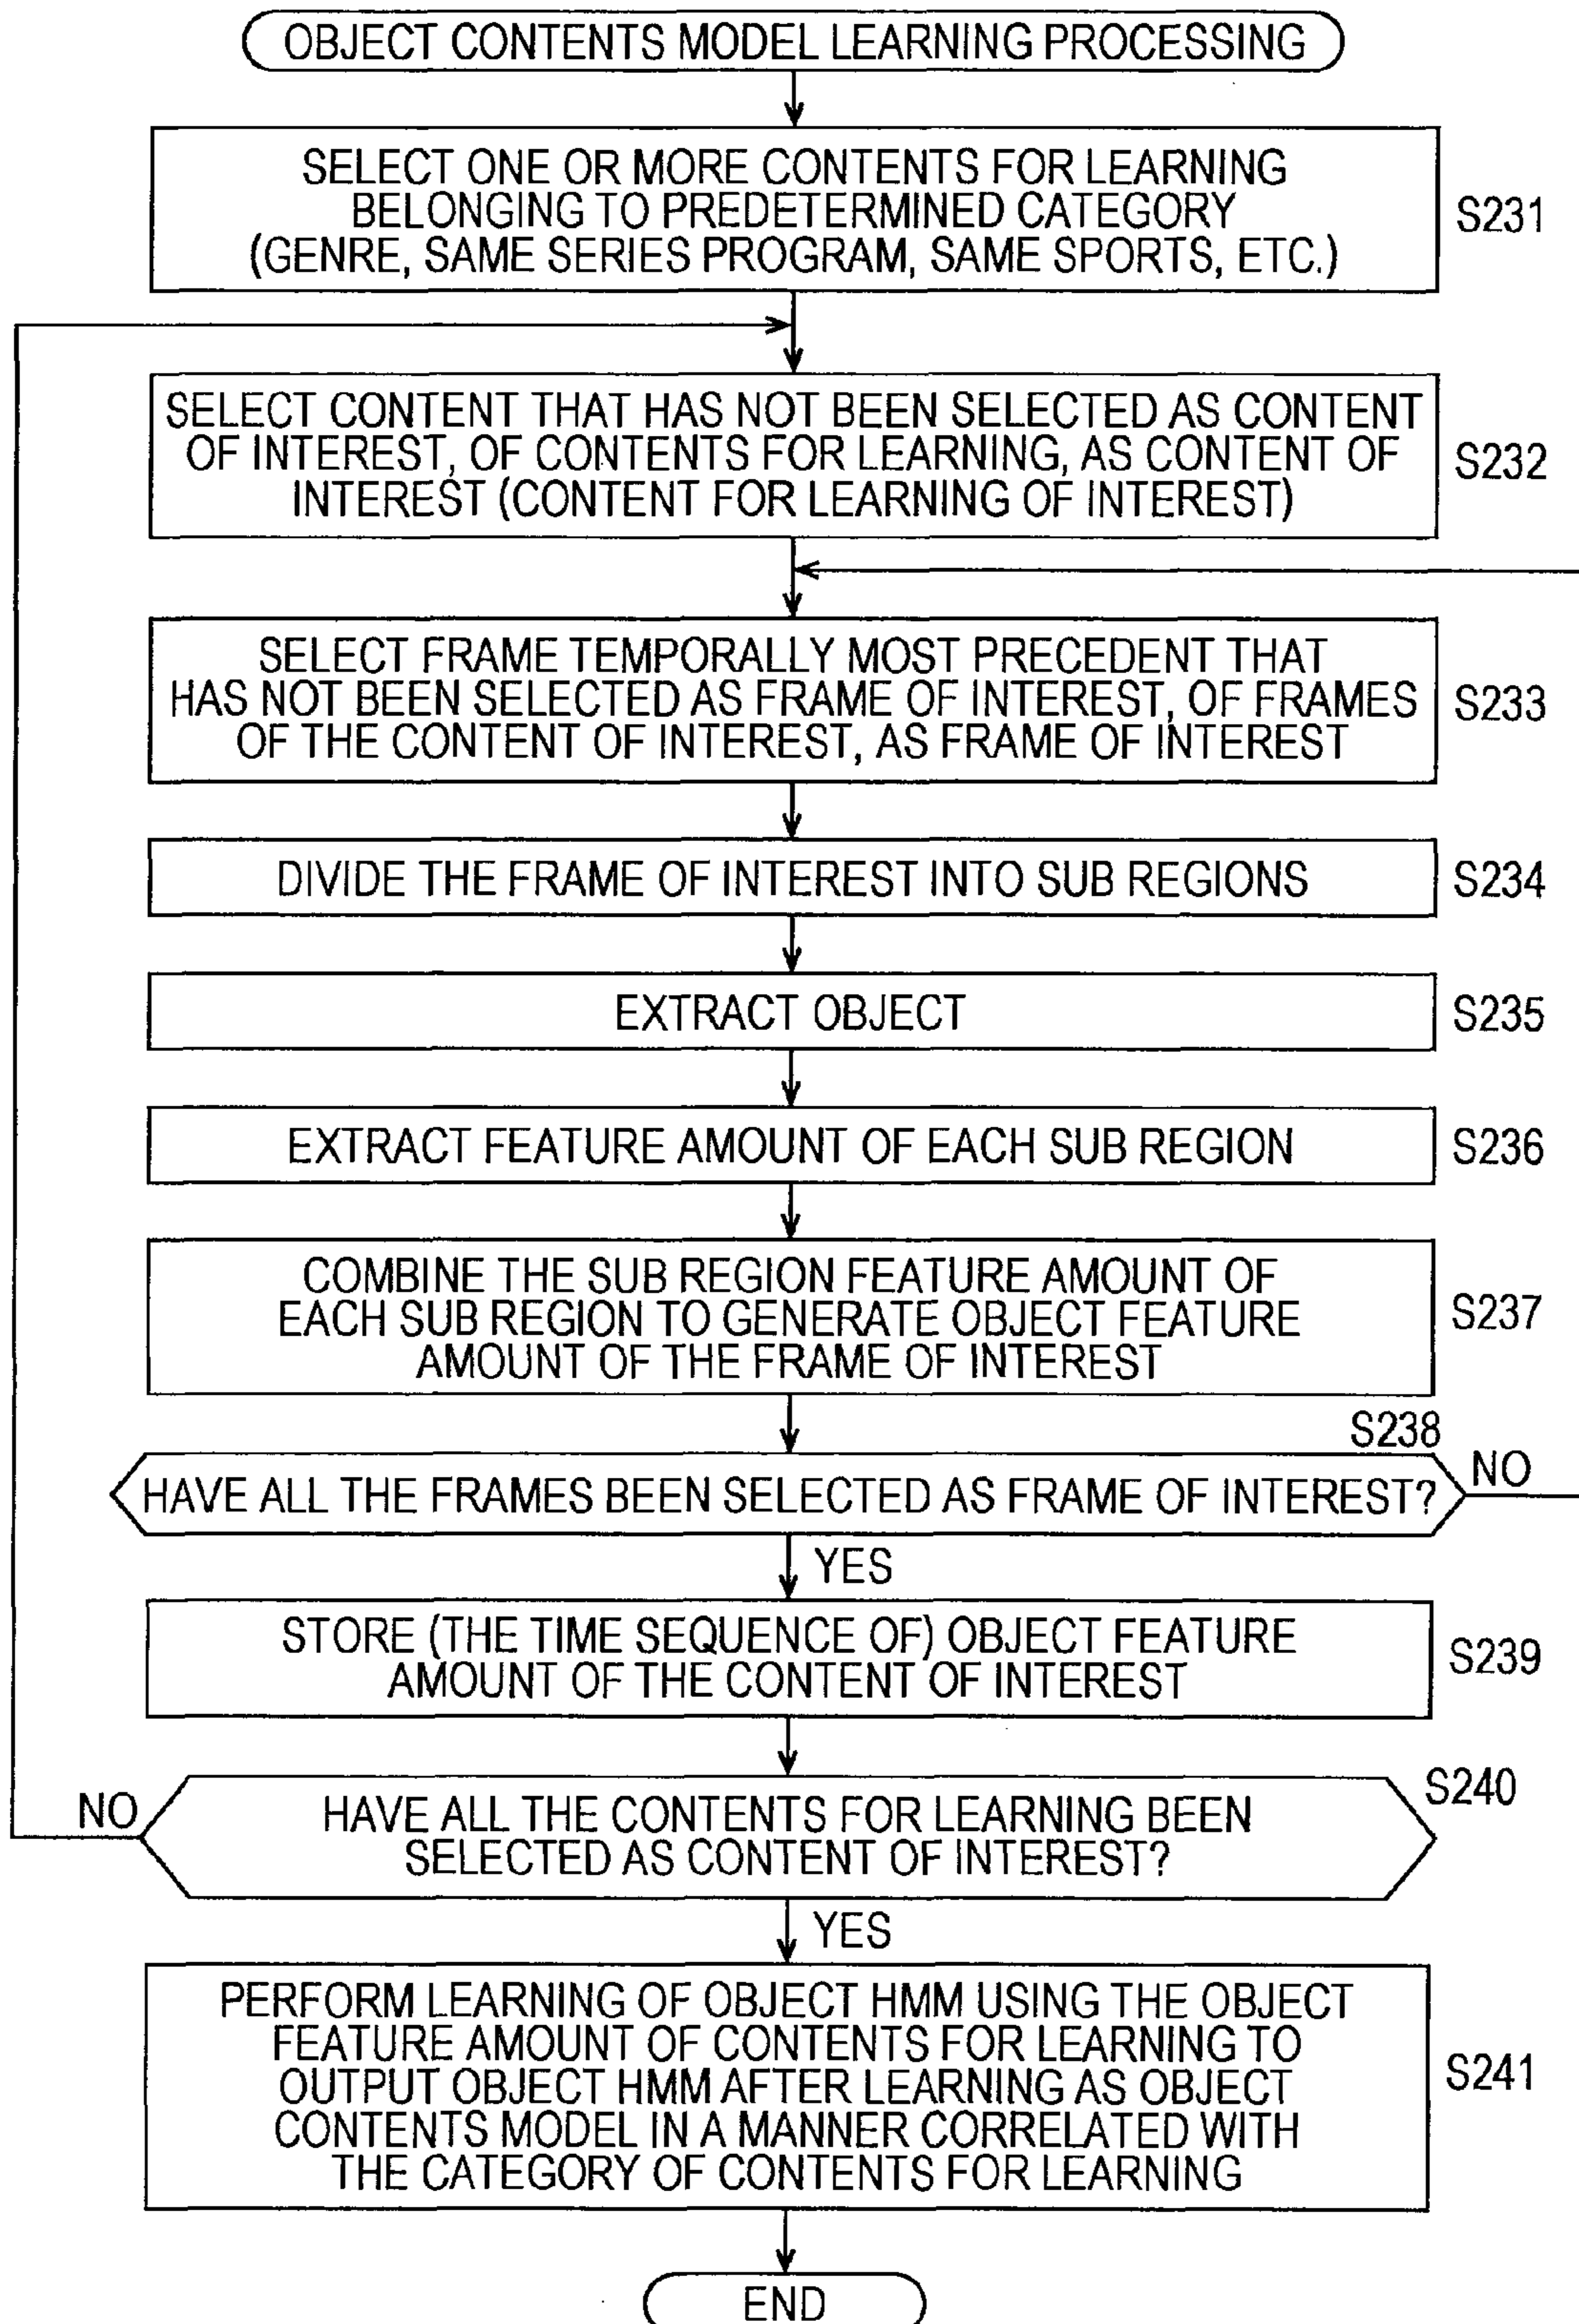 OBJECT CONTENTS MODEL LEARNING PROCESSING
SELECT ONE OR MORE CONTENTS FOR LEARNING
BELONGING TO PREDETERMINED CATEGORY
(GENRE, SAME SERIES PROGRAM, SAME SPORTS, ETC.)
S231
SELECT CONTENT THAT HAS NOT BEEN SELECTED AS CONTENT
OF INTEREST, OF CONTENTS FOR LEARNING, AS CONTENT OF
INTEREST (CONTENT FOR LEARNING OF INTEREST)
S232
SELECT FRAME TEMPORALLY MOST PRECEDENT THAT
HAS NOT BEEN SELECTED AS FRAME OF INTEREST, OF FRAMES
OF THE CONTENT OF INTEREST, AS FRAME OF INTEREST
S233
DIVIDE THE FRAME OF INTEREST INTO SUB REGIONS
S234
EXTRACT OBJECT
S235
EXTRACT FEATURE AMOUNT OF EACH SUB REGION
S236
COMBINE THE SUB REGION FEATURE AMOUNT OF
EACH SUB REGION TO GENERATE OBJECT FEATURE
AMOUNT OF THE FRAME OF INTEREST
S237
S238
HAVE ALL THE FRAMES BEEN SELECTED AS FRAME OF INTEREST?
NO
YES
STORE (THE TIME SEQUENCE OF) OBJECT FEATURE
AMOUNT OF THE CONTENT OF INTEREST
S239
S240
NO
HAVE ALL THE CONTENTS FOR LEARNING BEEN
SELECTED AS CONTENT OF INTEREST?
YES
PERFORM LEARNING OF OBJECT HMM USING THE OBJECT
FEATURE AMOUNT OF CONTENTS FOR LEARNING TO
OUTPUT OBJECT HMM AFTER LEARNING AS OBJECT
CONTENTS MODEL IN A MANNER CORRELATED WITH
THE CATEGORY OF CONTENTS FOR LEARNING
S241
END